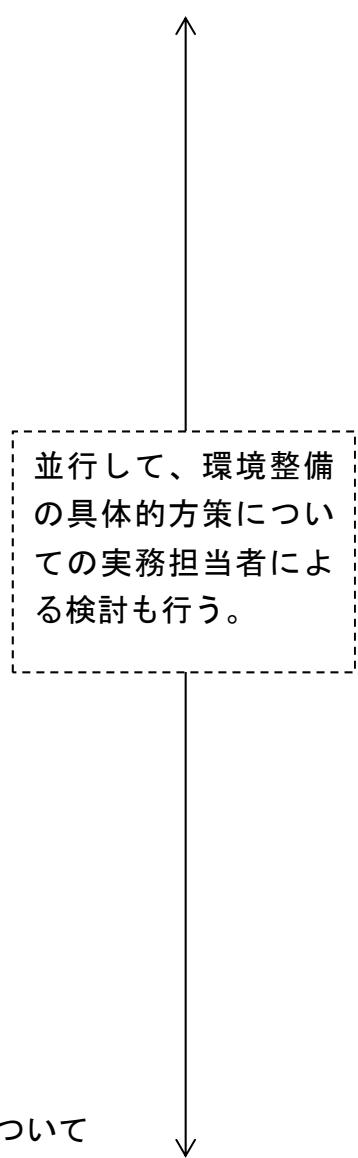 並行して、環境整備
の具体的方策につい
ての実務担当者によ
る検討も行う。
ついて